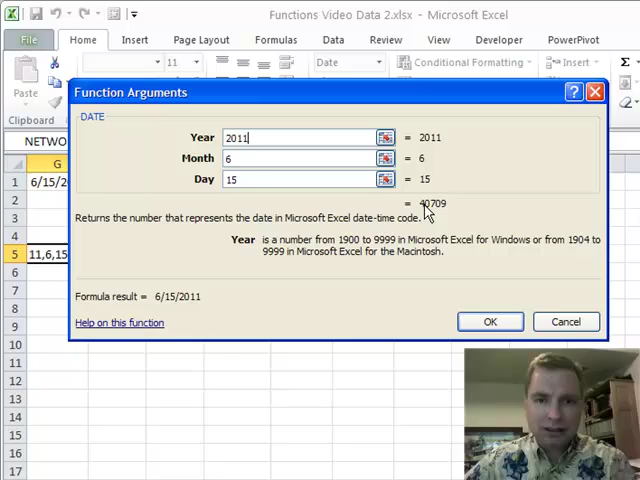 Functions Video Data 2.xlsx - Microsoft Excel
File Home Insert Page Layout Formulas Data Review View Developer PowerPivot
11 Date Conditional Formatting
Paste
Clipboard
Function Arguments
DATE
NETWO
Year 2011 = 2011
Month 6 = 6
Day 15 = 15
= 40709
Returns the number that represents the date in Microsoft Excel date-time code.
Year is a number from 1900 to 9999 in Microsoft Excel for Windows or from 1904 to
9999 in Microsoft Excel for the Macintosh.
Formula result = 6/15/2011
Help on this function
OK Cancel
G
1 6/15/20
2
3
4
5 11,6,15
6
7
8
9
10
11
12
13
14
15
16
17